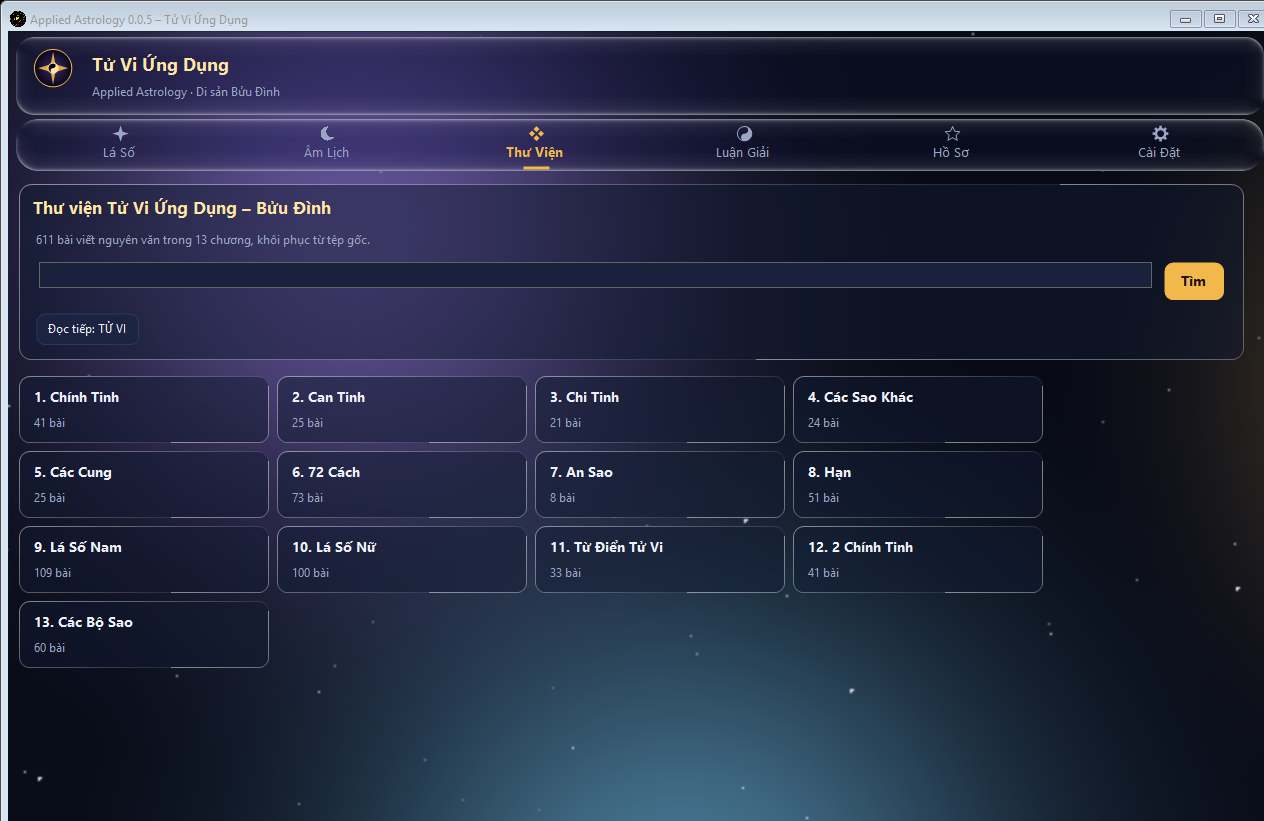 Applied Astrology 0.0.5 – Tử Vi Ứng Dụng
Tử Vi Ứng Dụng
Applied Astrology · Di sản Bửu Đình
Lá Số
Âm Lịch
Thư Viện
Luận Giải
Hồ Sơ
Cài Đặt
Thư viện Tử Vi Ứng Dụng – Bửu Đình
611 bài viết nguyên văn trong 13 chương, khôi phục từ tệp gốc.
Tìm
Đọc tiếp: TỬ VI
1. Chính Tinh
41 bài
2. Can Tinh
25 bài
3. Chi Tinh
21 bài
4. Các Sao Khác
24 bài
5. Các Cung
25 bài
6. 72 Cách
73 bài
7. An Sao
8 bài
8. Hạn
51 bài
9. Lá Số Nam
109 bài
10. Lá Số Nữ
100 bài
11. Từ Điển Tử Vi
33 bài
12. 2 Chính Tinh
41 bài
13. Các Bộ Sao
60 bài